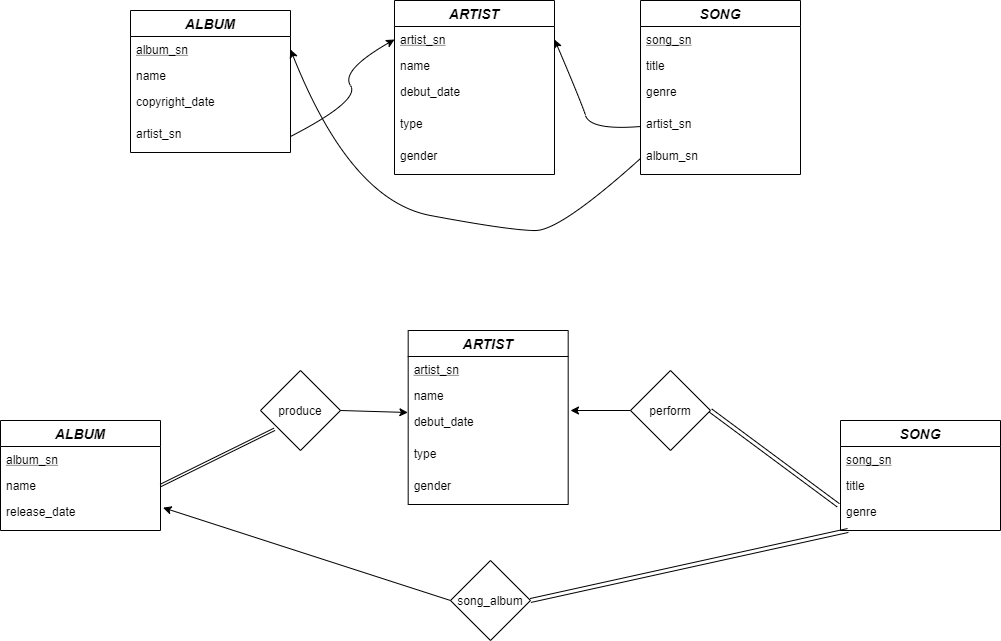 ALBUM
album_sn
name
copyright_date
artist_sn
ARTIST
artist_sn
name
debut_date
type
gender
SONG
song_sn
title
genre
artist_sn
album_sn
ARTIST
artist_sn
name
debut_date
type
gender
produce
perform
ALBUM
album_sn
name
release_date
SONG
song_sn
title
genre
song_album